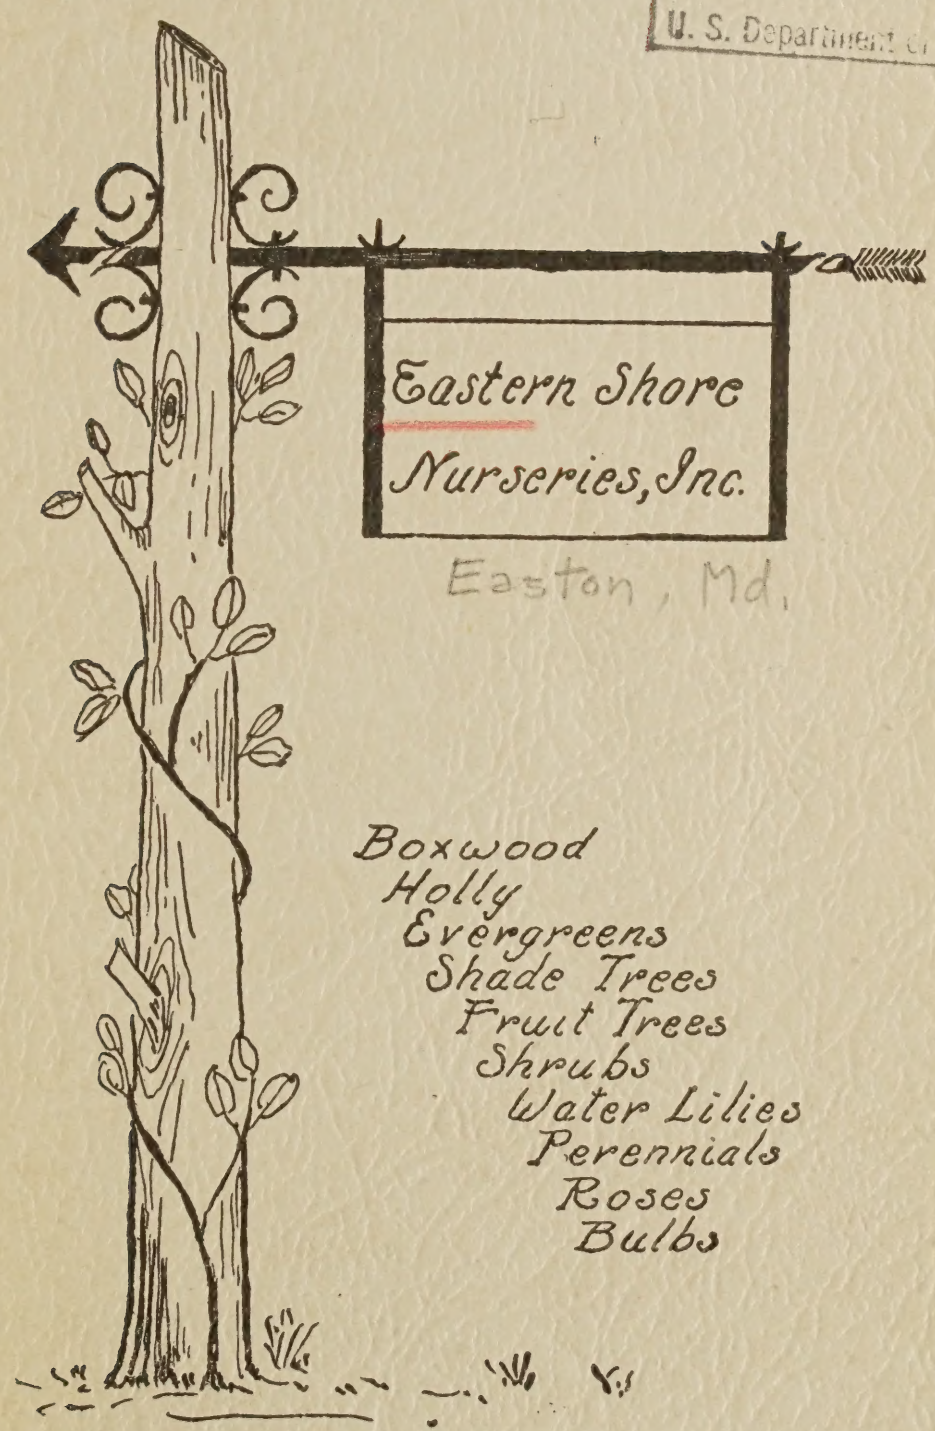 U. S. Department of
Eastern Shore
Nurseries, Inc.
Easton, Md.
Boxwood
Holly
Evergreens
Shade Trees
Fruit Trees
Shrubs
Water Lilies
Perennials
Roses
Bulbs